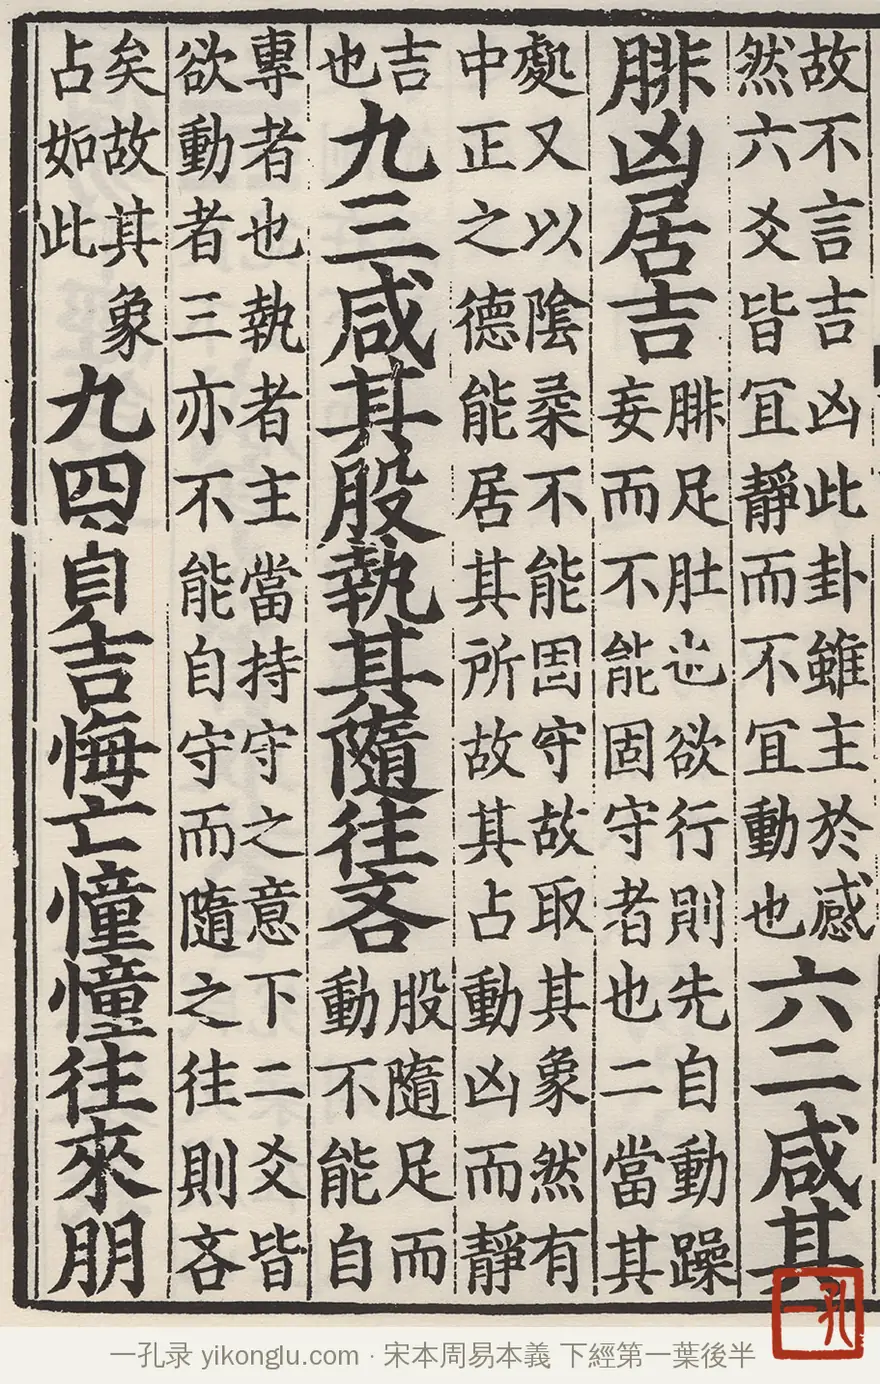 故不言吉凶此卦雖主於感
然六爻皆冝靜而不冝動也
六二咸其
腓凶居吉
腓足肚也欲行則先自動躁
妄而不能固守者也二當其
處又以陰柔不能固守故取其象然有
中正之德能居其所故其占動凶而靜
吉
也
九三咸其股執其隨往吝
股隨足而
動不能自
專者也執者主當持守之意下二爻皆
欲動者三亦不能自守而隨之往則吝
矣故其象
占如此
九四貞吉悔亡憧憧往來朋
一孔
一孔录 yikonglu.com · 宋本周易本義 下經第一葉後半